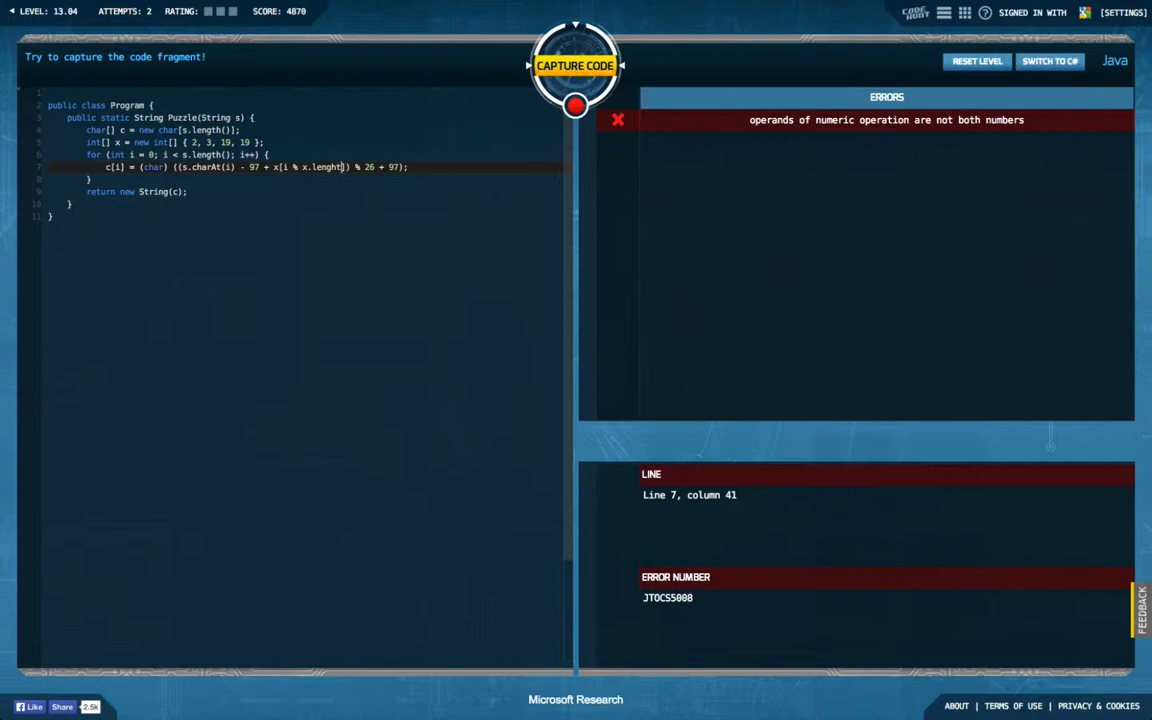 LEVEL: 13.04 ATTEMPTS: 2 RATING: SCORE: 4870
CODE HUNT SIGNED IN WITH [SETTINGS]
Try to capture the code fragment!
CAPTURE CODE
RESET LEVEL SWITCH TO C# Java
1
2 public class Program {
3 public static String Puzzle(String s) {
4 char[] c = new char[s.length()];
5 int[] x = new int[] { 2, 3, 19, 19 };
6 for (int i = 0; i < s.length(); i++) {
7 c[i] = (char) ((s.charAt(i) - 97 + x[i % x.lenght]) % 26 + 97);
8 }
9 return new String(c);
10 }
11 }
ERRORS
operands of numeric operation are not both numbers
LINE
Line 7, column 41
ERROR NUMBER
JTOCS5008
FEEDBACK
Like Share 2.5k
Microsoft Research
ABOUT | TERMS OF USE | PRIVACY & COOKIES